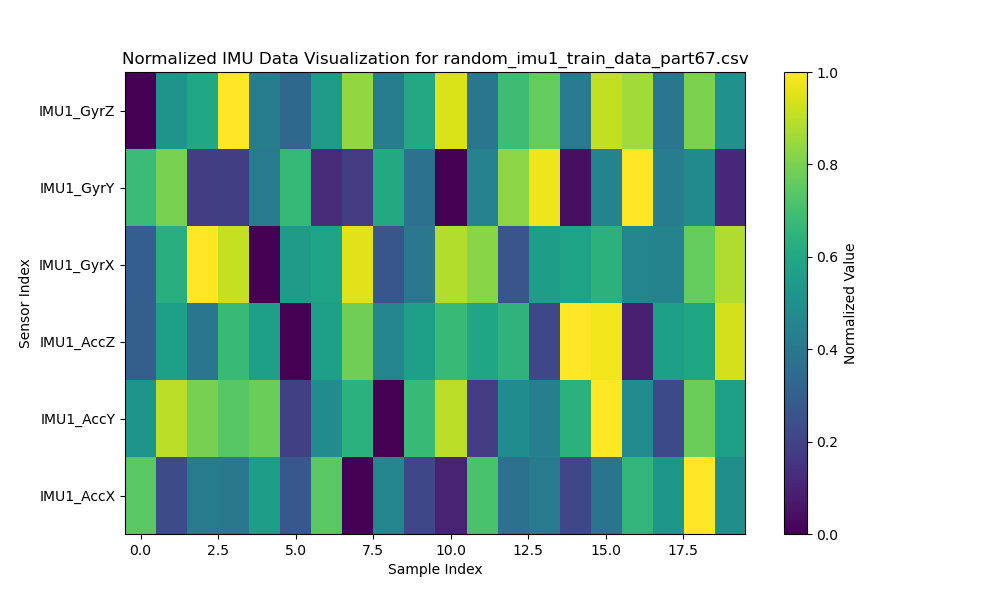 Normalized IMU Data Visualization for random_imu1_train_data_part67.csv
IMU1_GyrZ
IMU1_GyrY
IMU1_GyrX
IMU1_AccZ
IMU1_AccY
IMU1_AccX
Sensor Index
0.0 2.5 5.0 7.5 10.0 12.5 15.0 17.5
Sample Index
1.0
0.8
0.6
0.4
0.2
0.0
Normalized Value